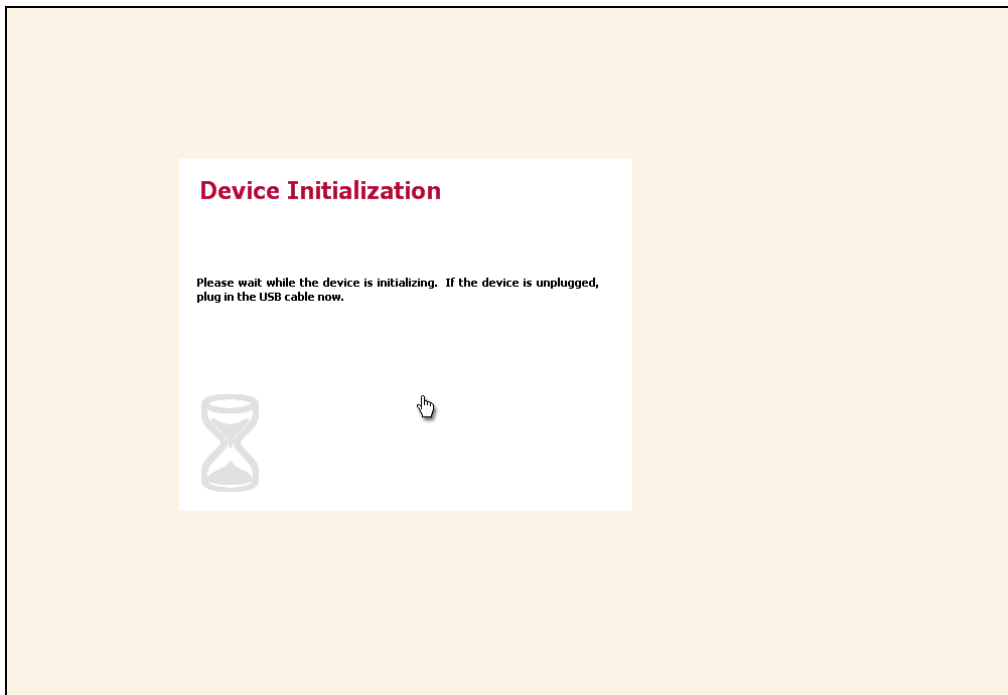 Device Initialization
Please wait while the device is initializing.  If the device is unplugged,
plug in the USB cable now.